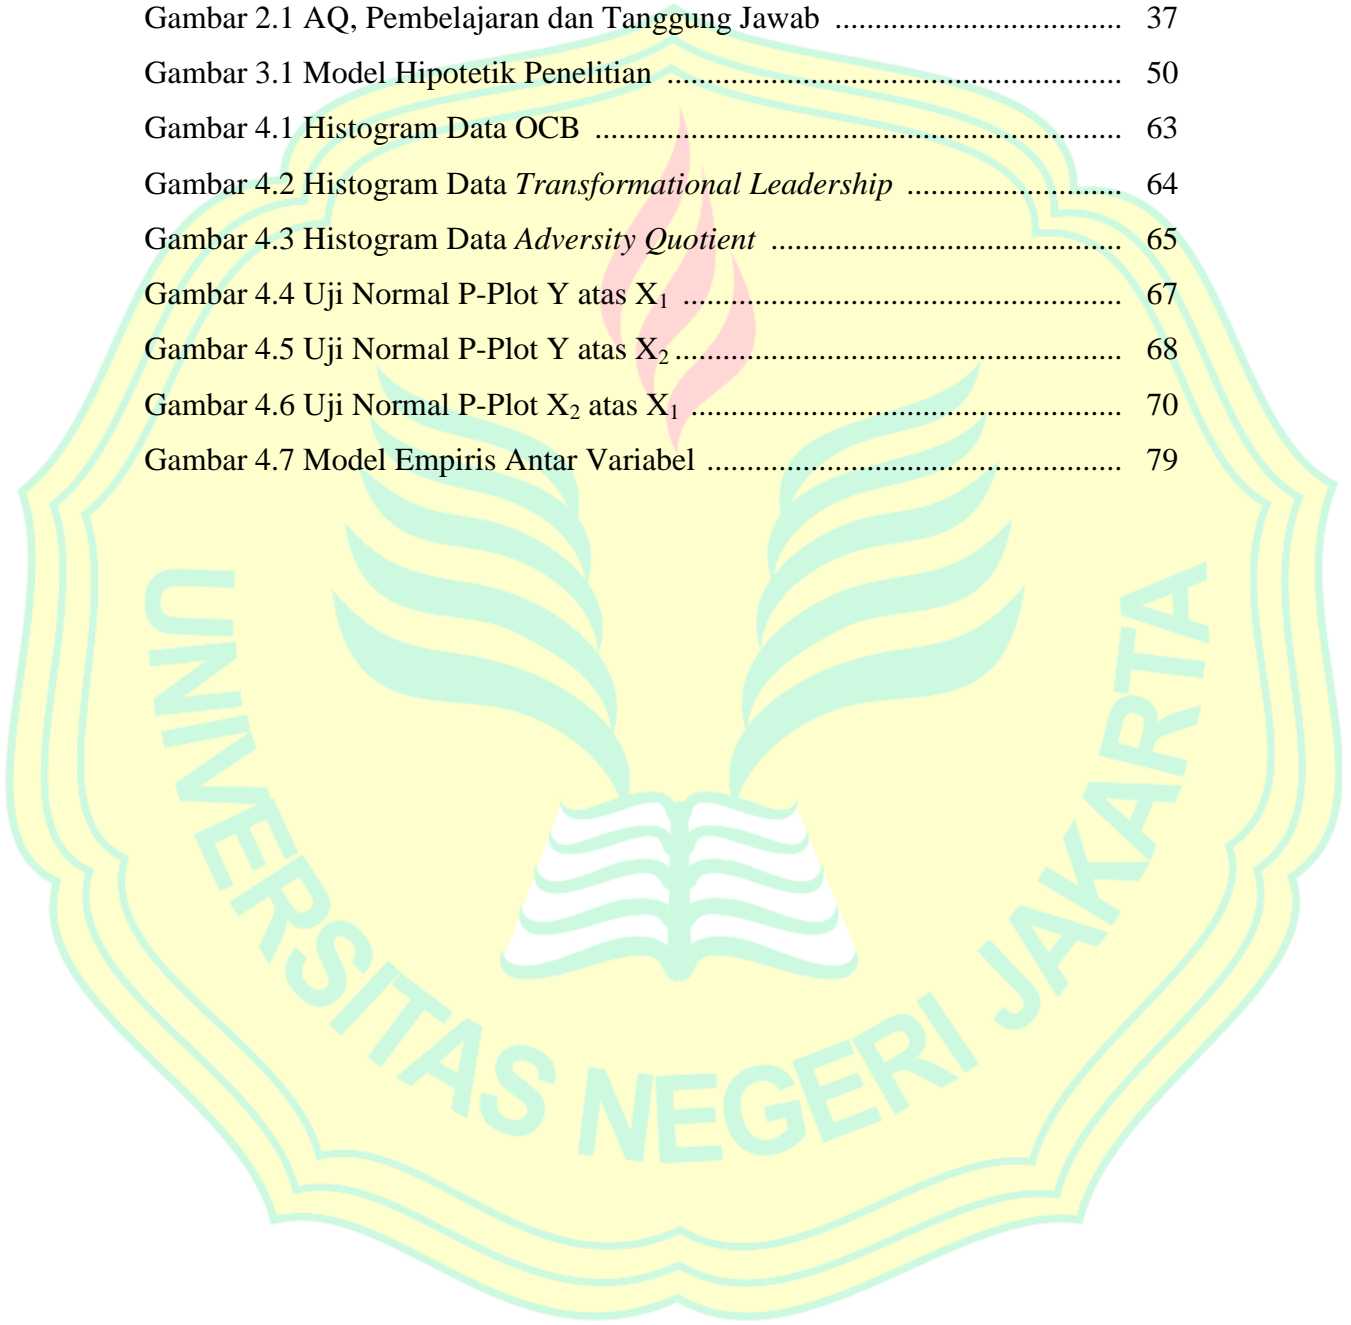 Gambar 2.1 AQ, Pembelajaran dan Tanggung Jawab .................................... 37
Gambar 3.1 Model Hipotetik Penelitian ......................................................... 50
Gambar 4.1 Histogram Data OCB .................................................................. 63
Gambar 4.2 Histogram Data Transformational Leadership ........................... 64
Gambar 4.3 Histogram Data Adversity Quotient ............................................ 65
Gambar 4.4 Uji Normal P-Plot Y atas X₁ ....................................................... 67
Gambar 4.5 Uji Normal P-Plot Y atas X₂ ........................................................ 68
Gambar 4.6 Uji Normal P-Plot X₂ atas X₁ ...................................................... 70
Gambar 4.7 Model Empiris Antar Variabel .................................................... 79
UNIVERSITAS NEGERI JAKARTA